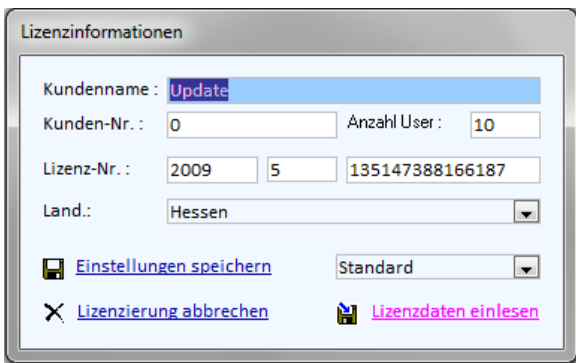 Lizenzinformationen
Kundenname : Update
Kunden-Nr. : 0 Anzahl User : 10
Lizenz-Nr. : 2009 5 135147388166187
Land.: Hessen
Einstellungen speichern Standard
Lizenzierung abbrechen Lizenzdaten einlesen